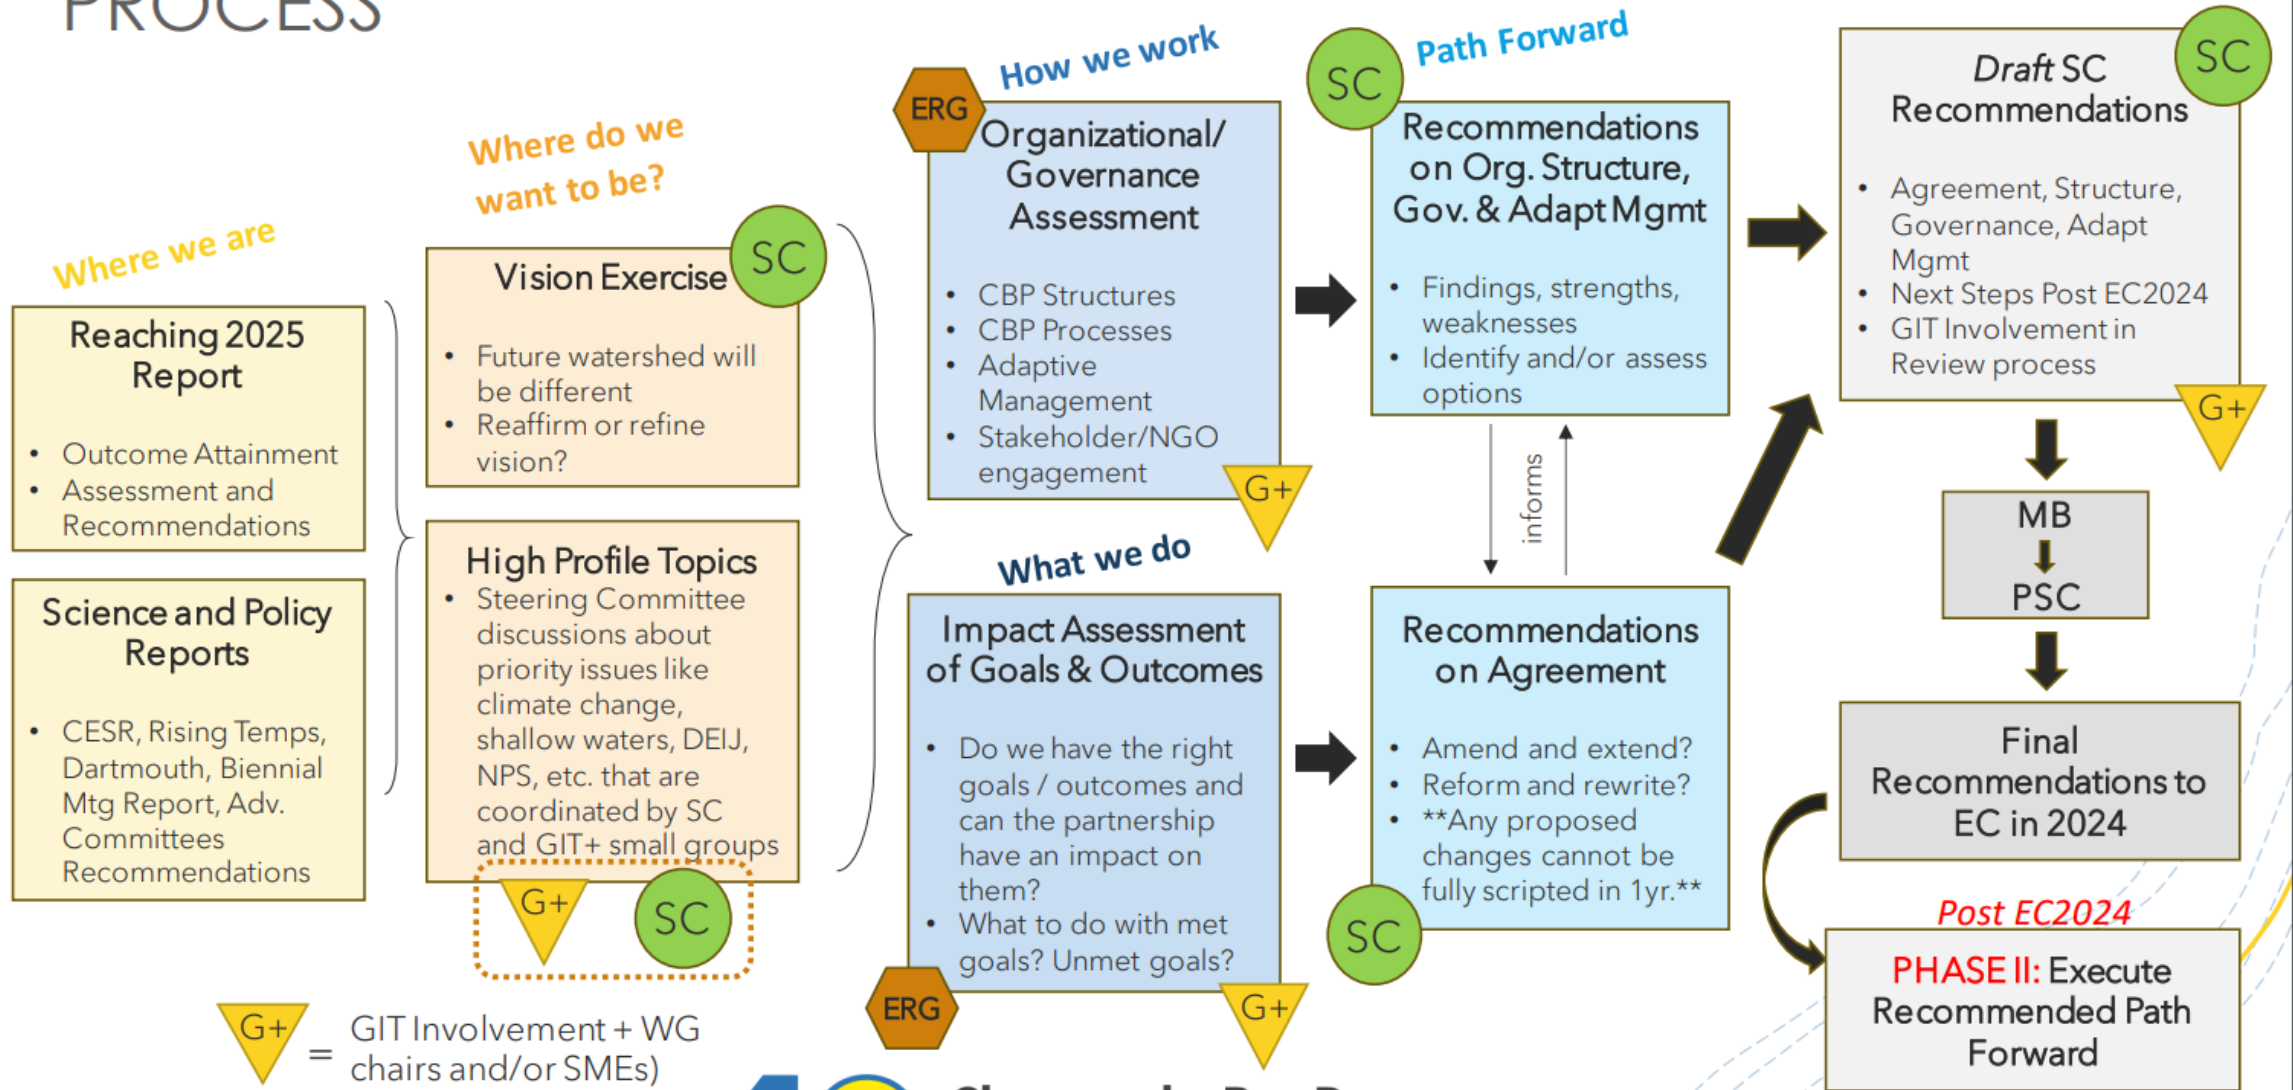 PROCESS
Where we are
Reaching 2025
Report
• Outcome Attainment
• Assessment and
Recommendations
Science and Policy
Reports
• CESR, Rising Temps,
Dartmouth, Biennial
Mtg Report, Adv.
Committees
Recommendations
Where do we
want to be?
SC
Vision Exercise
• Future watershed will
be different
• Reaffirm or refine
vision?
High Profile Topics
• Steering Committee
discussions about
priority issues like
climate change,
shallow waters, DEIJ,
NPS, etc. that are
coordinated by SC
and GIT+ small groups
G+
SC
G+
=
GIT Involvement + WG
chairs and/or SMEs)
How we work
ERG
Organizational/
Governance
Assessment
• CBP Structures
• CBP Processes
• Adaptive
Management
• Stakeholder/NGO
engagement
G+
What we do
Impact Assessment
of Goals & Outcomes
• Do we have the right
goals / outcomes and
can the partnership
have an impact on
them?
• What to do with met
goals? Unmet goals?
ERG
G+
Path Forward
SC
Recommendations
on Org. Structure,
Gov. & Adapt Mgmt
• Findings, strengths,
weaknesses
• Identify and/or assess
options
informs
Recommendations
on Agreement
• Amend and extend?
• Reform and rewrite?
• **Any proposed
changes cannot be
fully scripted in 1yr.**
SC
SC
Draft SC
Recommendations
• Agreement, Structure,
Governance, Adapt
Mgmt
• Next Steps Post EC2024
• GIT Involvement in
Review process
G+
MB
PSC
Final
Recommendations to
EC in 2024
Post EC2024
PHASE II: Execute
Recommended Path
Forward